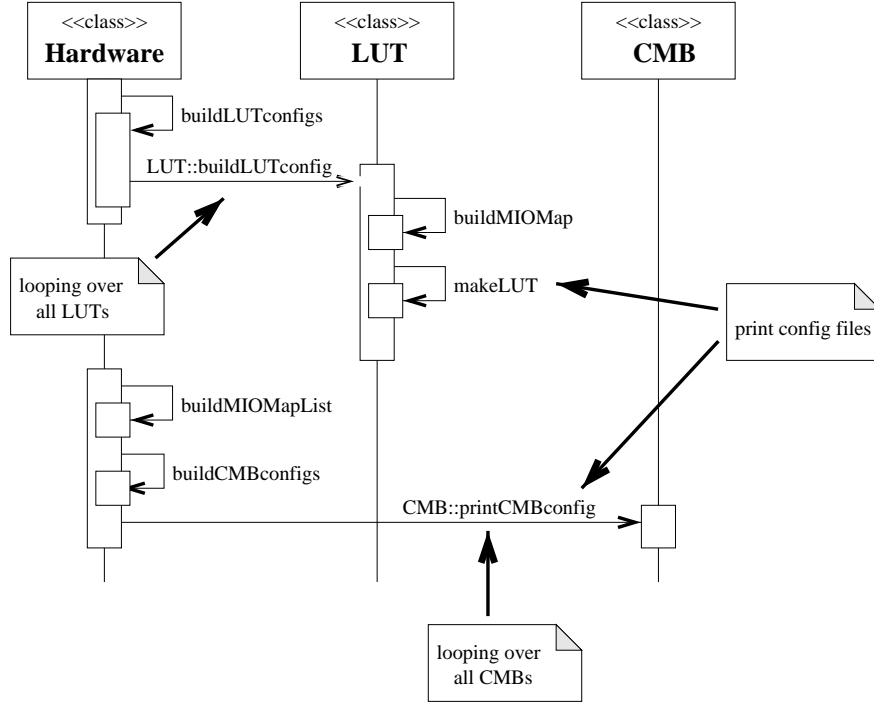 <<class>>
Hardware
<<class>>
LUT
<<class>>
CMB
buildLUTconfigs
LUT::buildLUTconfig
buildMIOMap
looping over
all LUTs
makeLUT
print config files
buildMIOMapList
buildCMBconfigs
CMB::printCMBconfig
looping over
all CMBs